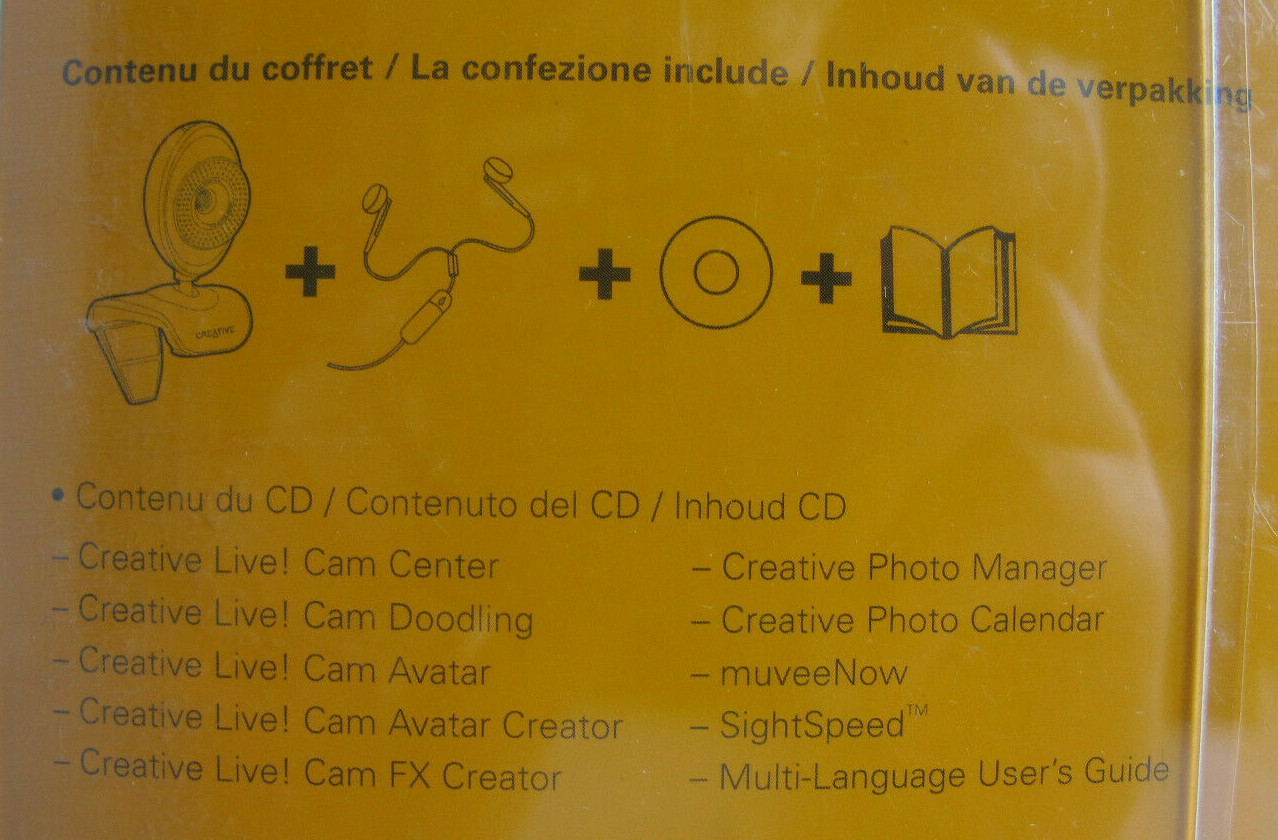 Contenu du coffret / La confezione include / Inhoud van de verpakking
CREATIVE
• Contenu du CD / Contenuto del CD / Inhoud CD
– Creative Live! Cam Center
– Creative Live! Cam Doodling
– Creative Live! Cam Avatar
– Creative Live! Cam Avatar Creator
– Creative Live! Cam FX Creator
– Creative Photo Manager
– Creative Photo Calendar
– muveeNow
– SightSpeed™
– Multi-Language User's Guide